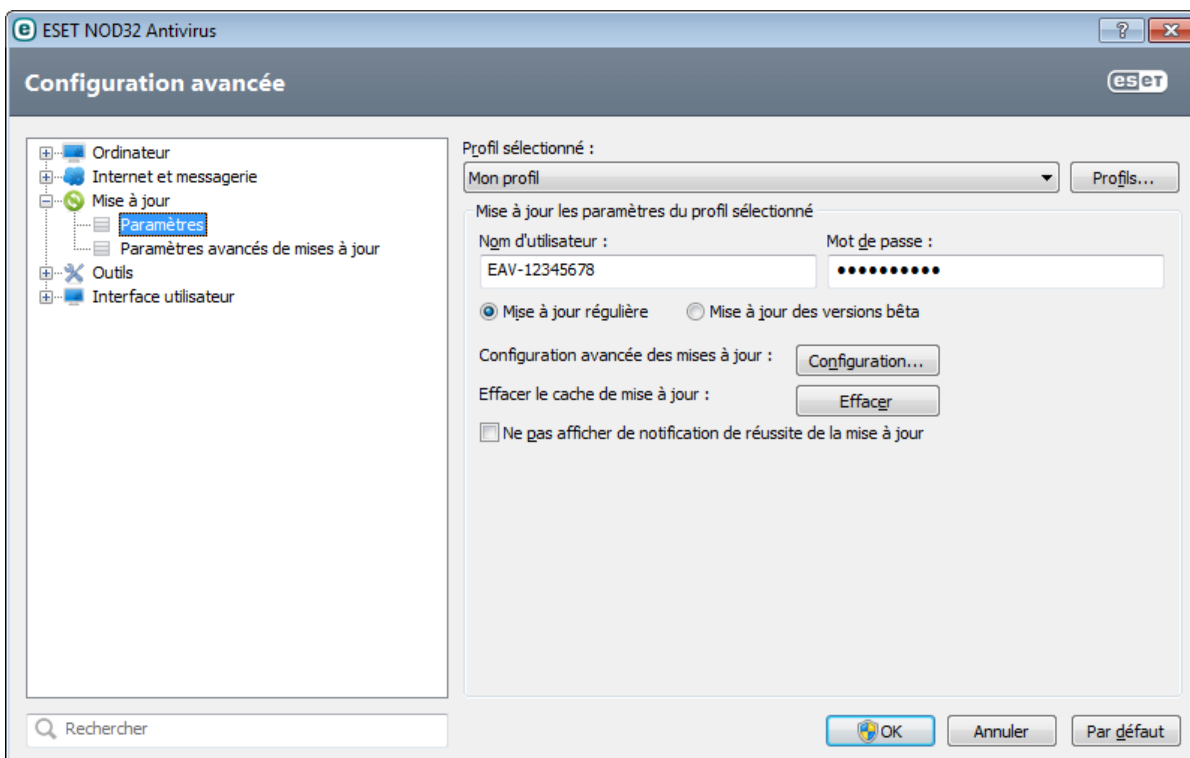 ESET NOD32 Antivirus
Configuration avancée
eseT
Ordinateur
Internet et messagerie
Mise à jour
Paramètres
Paramètres avancés de mises à jour
Outils
Interface utilisateur
Rechercher
Profil sélectionné :
Mon profil
Profils...
Mise à jour les paramètres du profil sélectionné
Nom d'utilisateur : Mot de passe :
EAV-12345678 ●●●●●●●●●●
Mise à jour régulière Mise à jour des versions bêta
Configuration avancée des mises à jour : Configuration...
Effacer le cache de mise à jour : Effacer
Ne pas afficher de notification de réussite de la mise à jour
OK Annuler Par défaut